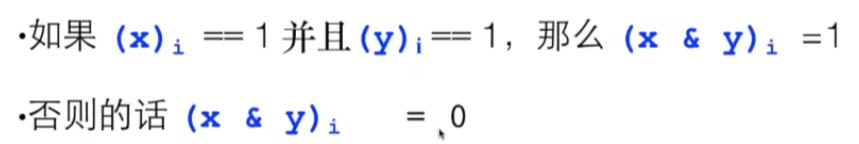 •如果 (x)i == 1 并且(y)i== 1，那么 (x & y)i =1
•否则的话 (x & y)i = 0